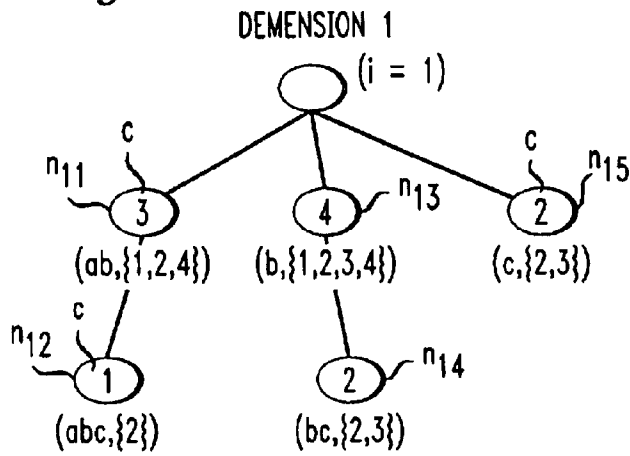 DEMENSION 1
(i = 1)
c
c
n11
n13
n15
3
4
2
(ab,{1,2,4})
(b,{1,2,3,4})
(c,{2,3})
c
n12
n14
1
2
(abc,{2})
(bc,{2,3})